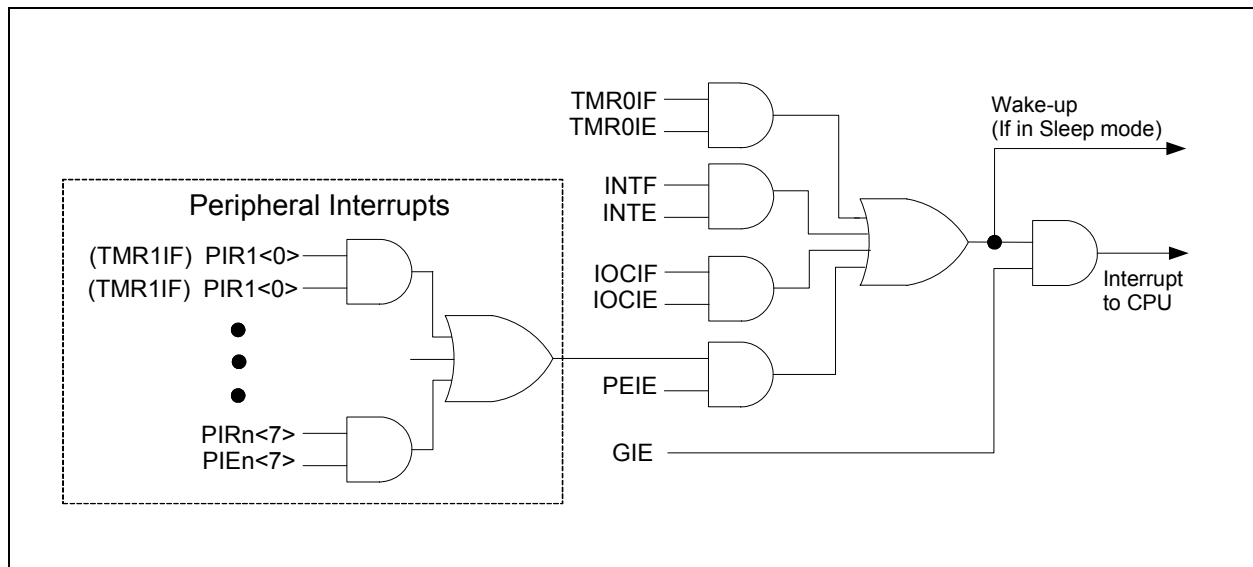 TMR0IF
TMR0IE
Wake-up
(If in Sleep mode)
INTF
INTE
Peripheral Interrupts
(TMR1IF) PIR1<0>
(TMR1IF) PIR1<0>
IOCIF
IOCIE
Interrupt
to CPU
PEIE
PIRn<7>
PIEn<7>
GIE